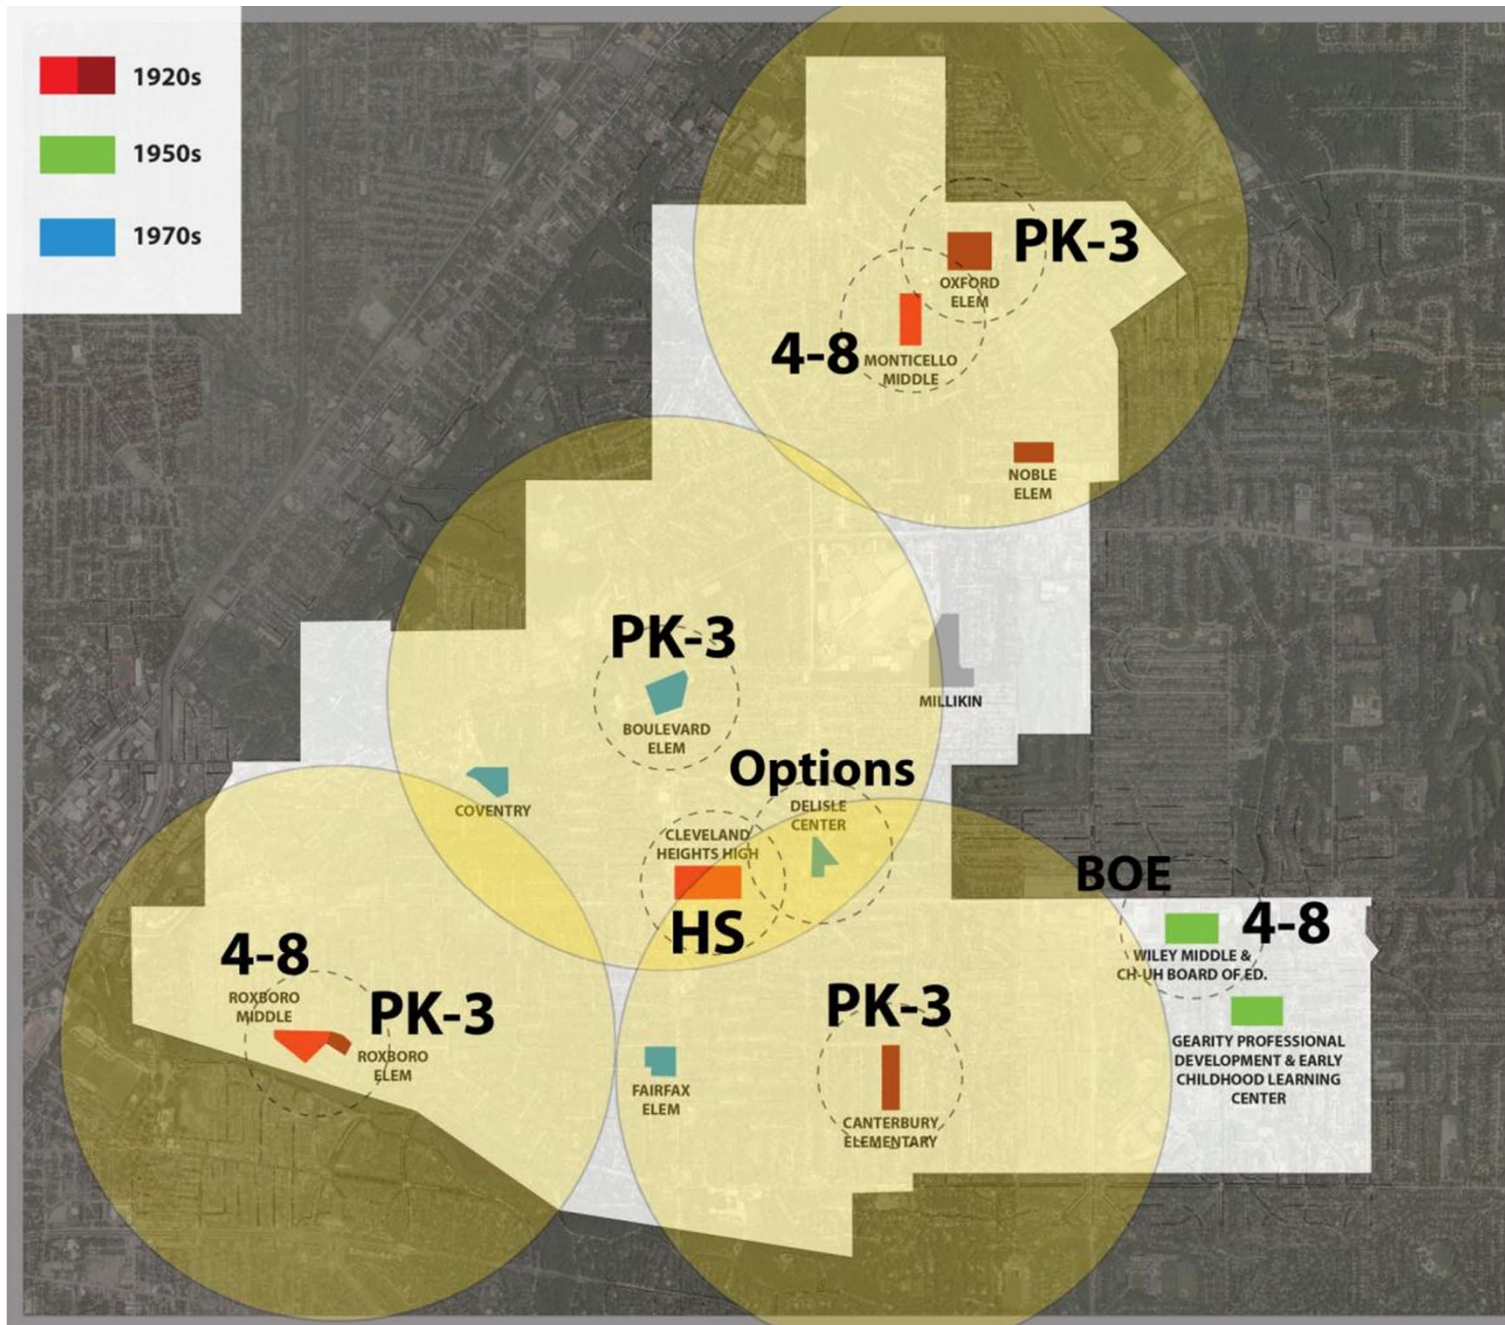 1920s
1950s
1970s
PK-3
OXFORD
ELEM
4-8
MONTICELLO
MIDDLE
NOBLE
ELEM
PK-3
BOULEVARD
ELEM
MILLIKIN
Options
DELISLE
CENTER
COVENTRY
CLEVELAND
HEIGHTS HIGH
HS
BOE
4-8
WILEY MIDDLE &
CH-UH BOARD OF ED.
GEARITY PROFESSIONAL
DEVELOPMENT & EARLY
CHILDHOOD LEARNING
CENTER
4-8
ROXBORO
MIDDLE
PK-3
ROXBORO
ELEM
FAIRFAX
ELEM
PK-3
CANTERBURY
ELEMENTARY